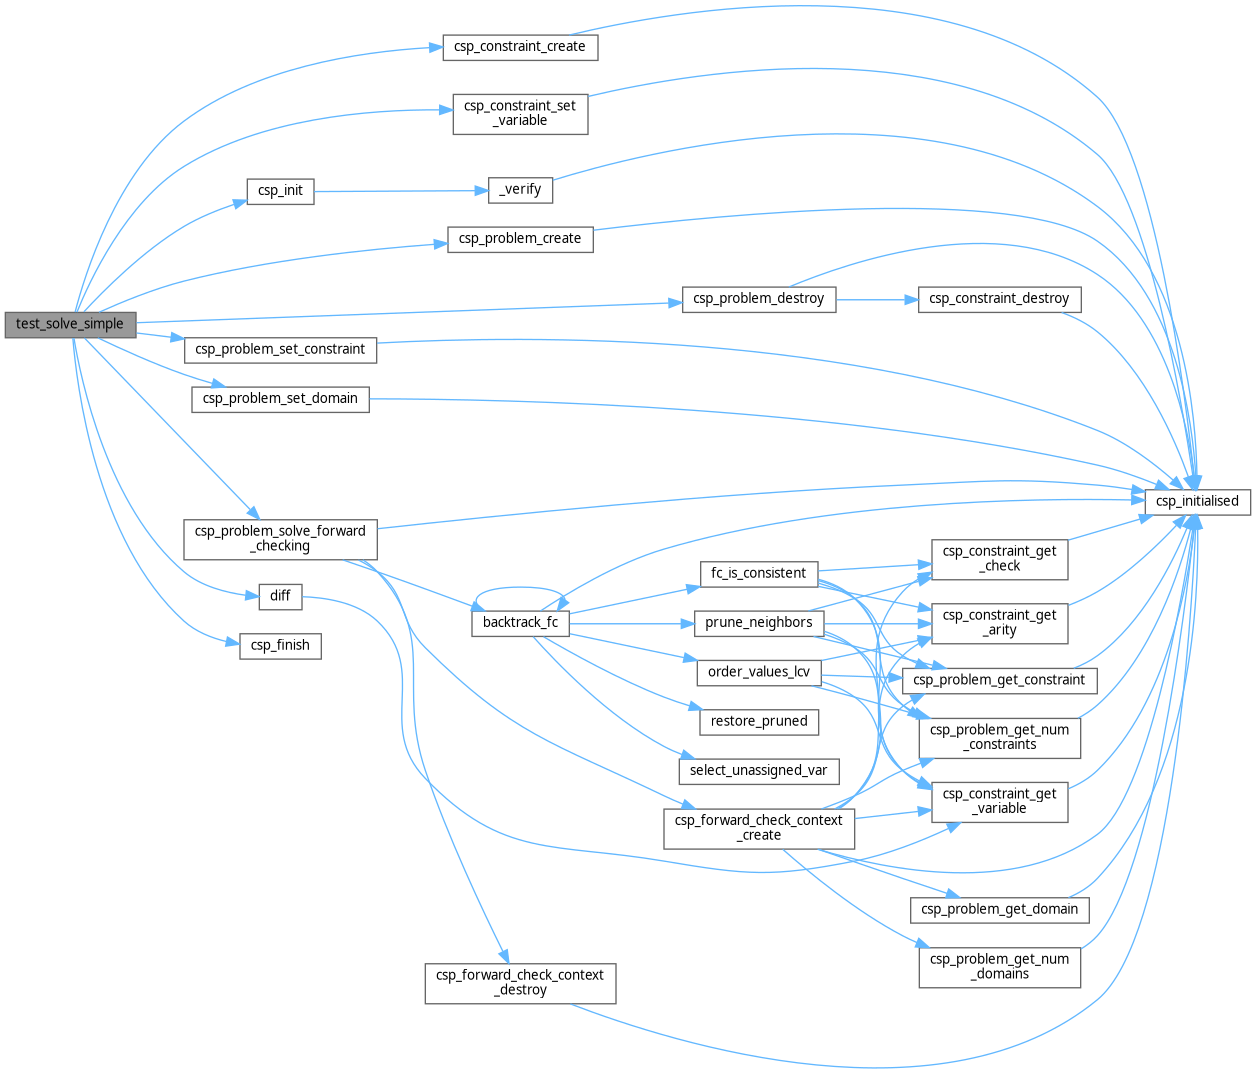 csp_constraint_create
csp_constraint_set
_variable
csp_init
_verify
csp_problem_create
csp_problem_destroy
csp_constraint_destroy
test_solve_simple
csp_problem_set_constraint
csp_problem_set_domain
csp_initialised
csp_problem_solve_forward
_checking
csp_constraint_get
_check
fc_is_consistent
diff
backtrack_fc
prune_neighbors
csp_constraint_get
_arity
csp_finish
order_values_lcv
csp_problem_get_constraint
restore_pruned
csp_problem_get_num
_constraints
select_unassigned_var
csp_constraint_get
_variable
csp_forward_check_context
_create
csp_problem_get_domain
csp_problem_get_num
_domains
csp_forward_check_context
_destroy